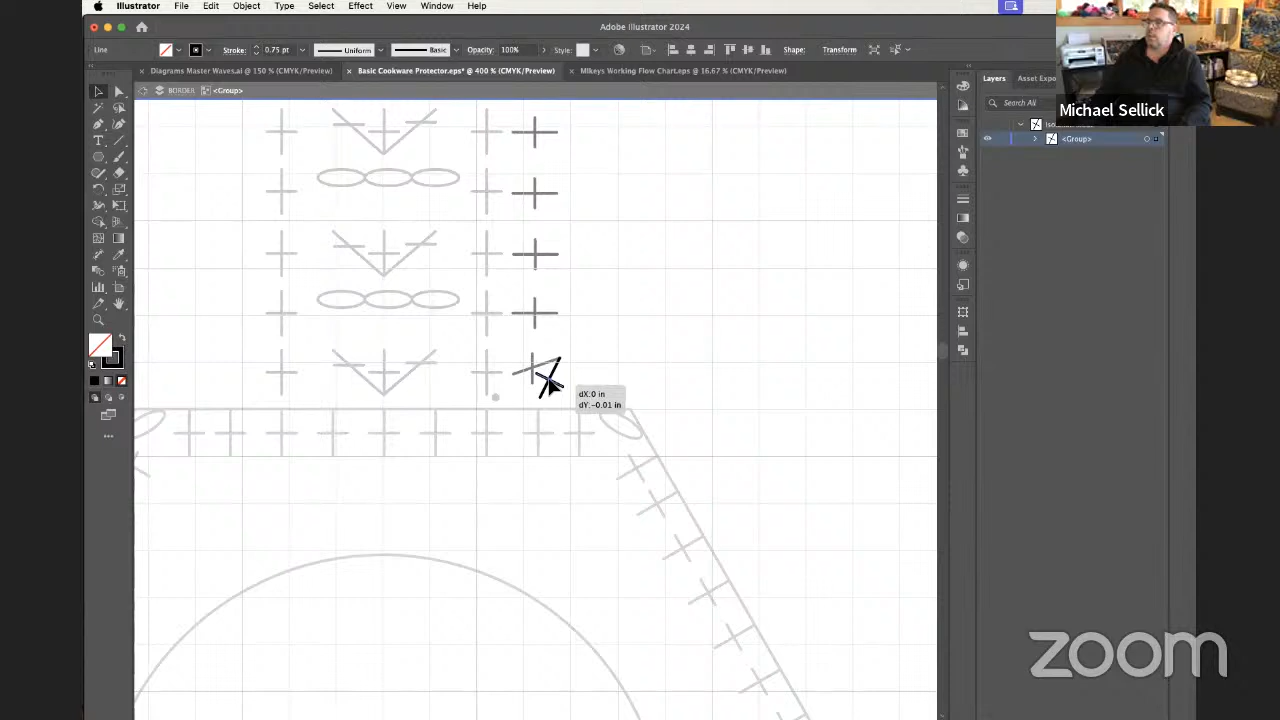 Illustrator File Edit Object Type Select Effect View Window Help
Adobe Illustrator 2024
Line Stroke: 0.75 pt Uniform Basic Opacity: 100% Style: Shape: Transform
Diagrams Master Waves.ai @ 150 % (CMYK/Preview)
Basic Cookware Protector.eps* @ 400 % (CMYK/Preview)
Mikeys Working Flow Chart.eps @ 16.67 % (CMYK/Preview)
Layers Asset Expo
BORDER <Group>
Search All
<Group>
Michael Sellick
dX:0 in
dY:-0.01 in
zoom